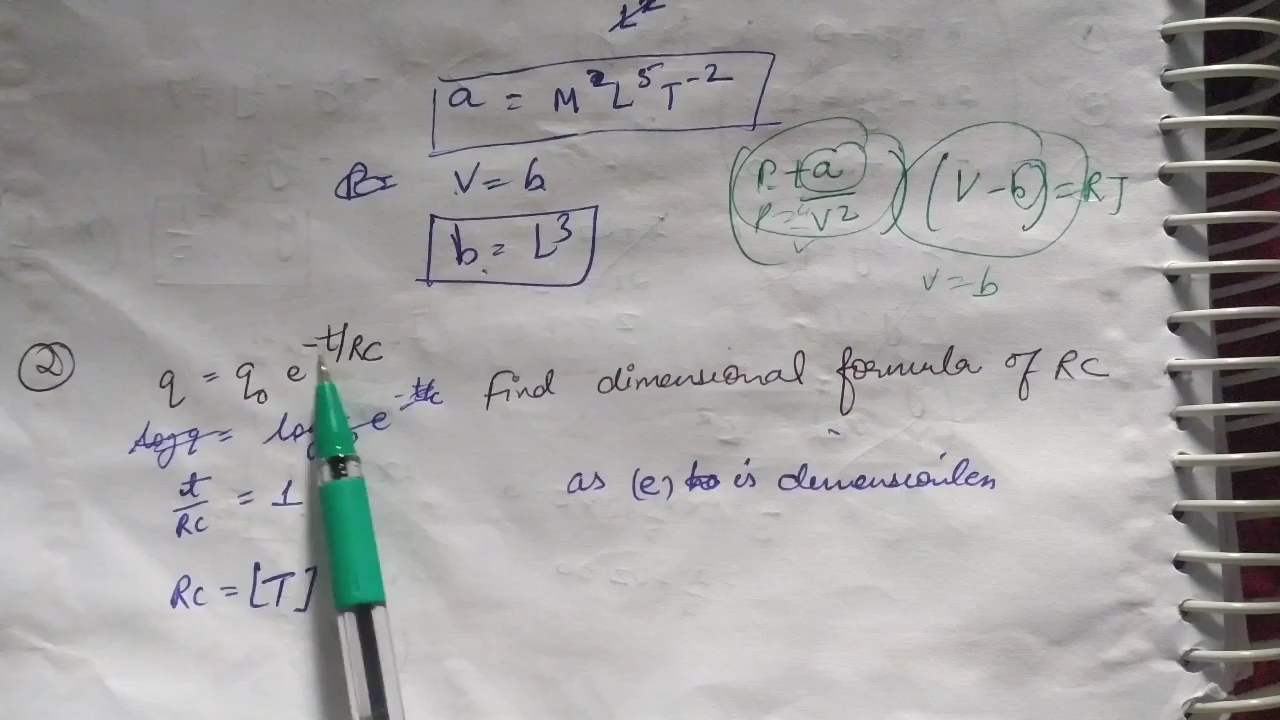 a = M²L⁵T⁻²
V = b
b = L³
(P + a/V²) (V - b) = RT
V = b
② q = q₀ e^-t/RC Find dimensional formula of RC
t/RC = 1 as (e) is dimensionless
RC = [T]